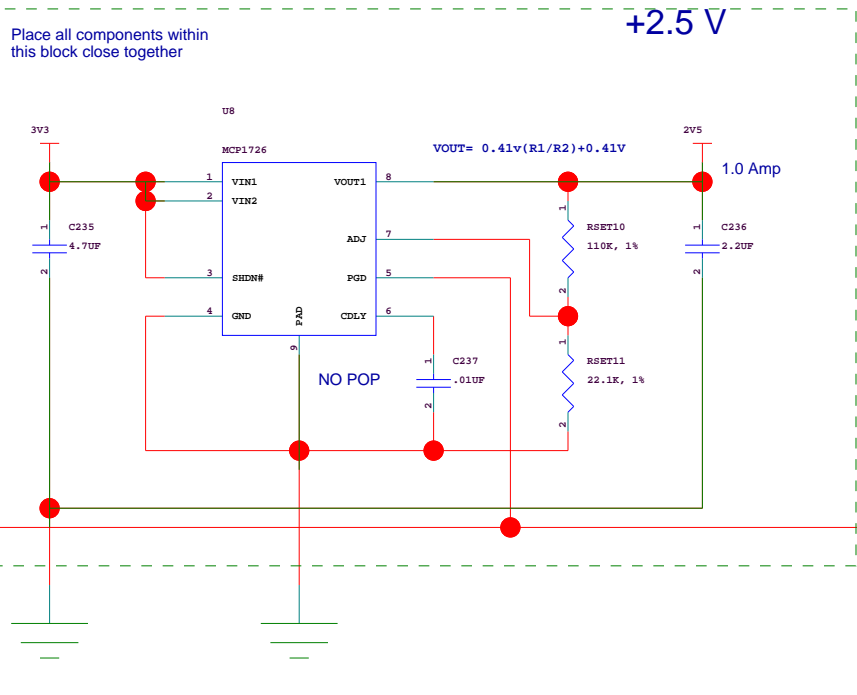 +2.5 V
Place all components within
this block close together
U8
3V3
2V5
MCP1726
VOUT= 0.41v(R1/R2)+0.41V
1.0 Amp
1
VIN1
VOUT1
8
2
VIN2
1
1
C235
4.7UF
2
1
RSET10
110K, 1%
2
1
C236
2.2UF
2
ADJ
7
3
SHDN#
PGD
5
4
GND
PAD
9
CDLY
6
NO POP
1
C237
.01UF
2
1
RSET11
22.1K, 1%
2